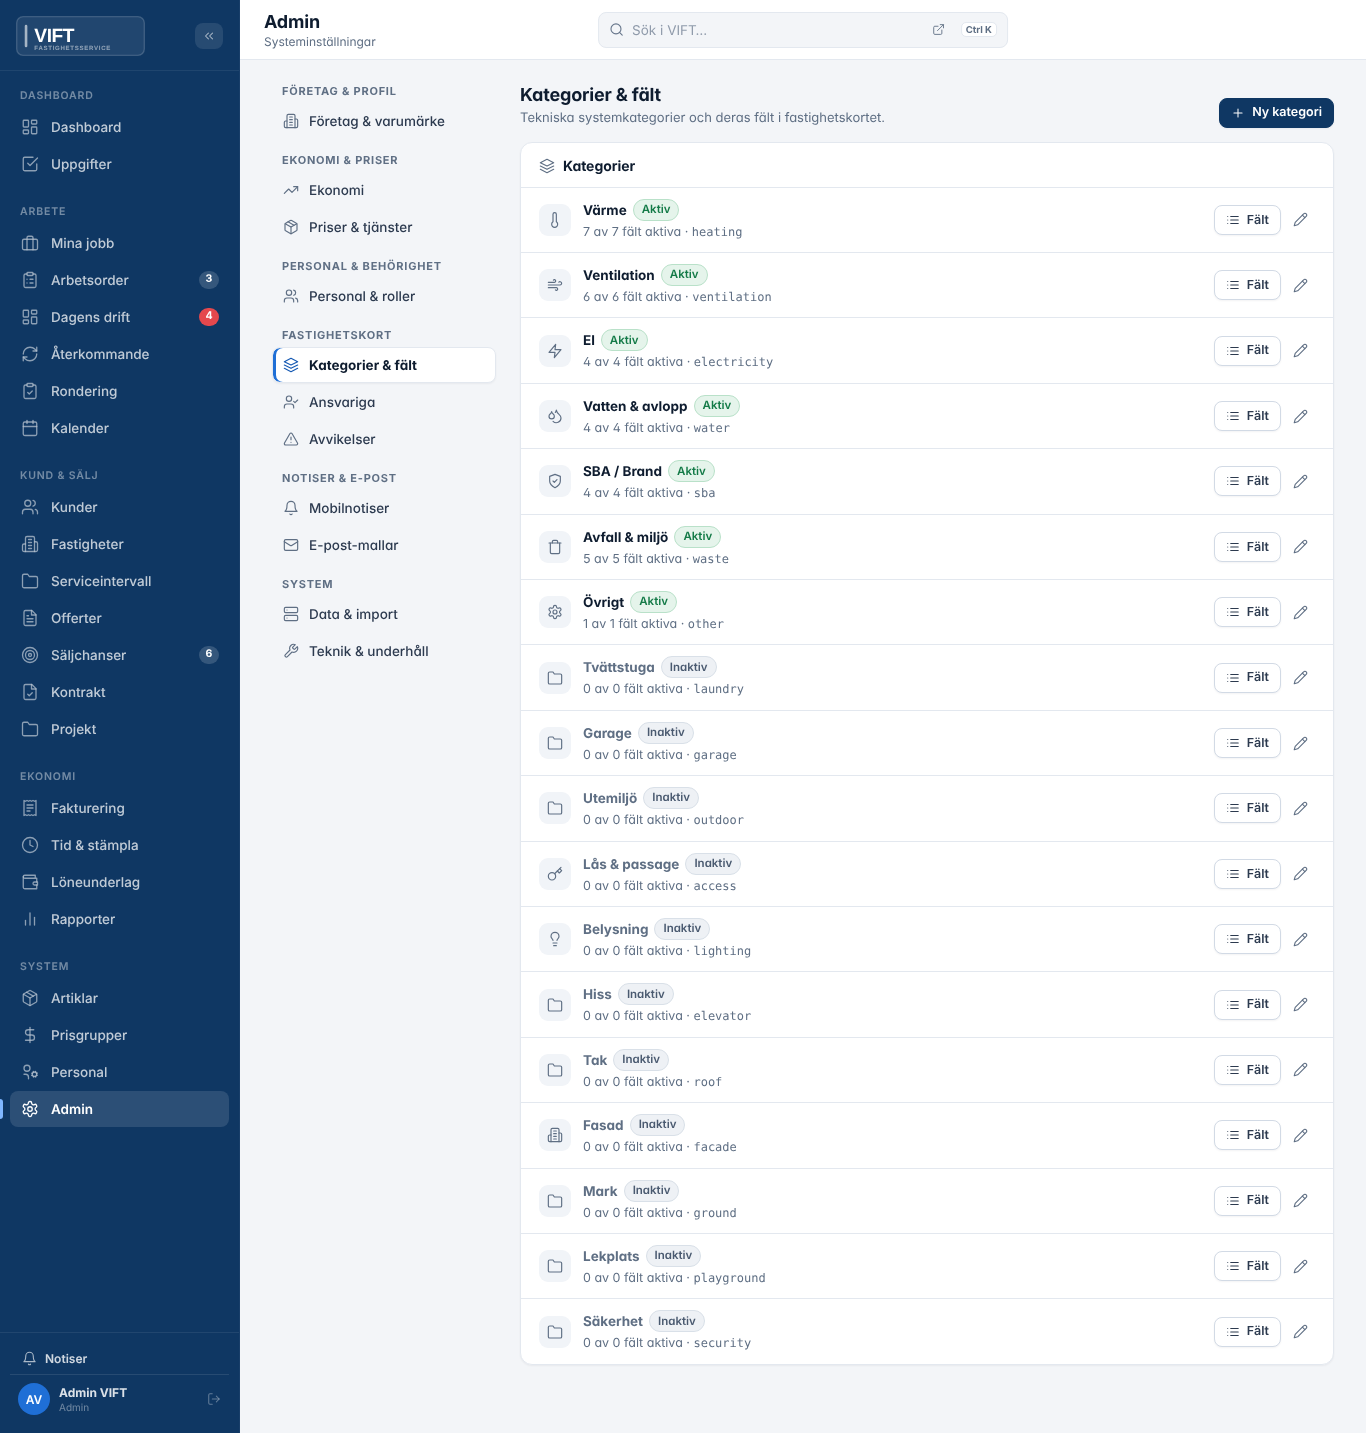 VIFT
FASTIGHETSSERVICE
DASHBOARD
Dashboard
Uppgifter
ARBETE
Mina jobb
Arbetsorder 3
Dagens drift 4
Återkommande
Rondering
Kalender
KUND & SÄLJ
Kunder
Fastigheter
Serviceintervall
Offerter
Säljchanser 6
Kontrakt
Projekt
EKONOMI
Fakturering
Tid & stämpla
Löneunderlag
Rapporter
SYSTEM
Artiklar
Prisgrupper
Personal
Admin
Notiser
AV
Admin VIFT
Admin
Admin
Systeminställningar
Sök i VIFT...
Ctrl K
FÖRETAG & PROFIL
Företag & varumärke
EKONOMI & PRISER
Ekonomi
Priser & tjänster
PERSONAL & BEHÖRIGHET
Personal & roller
FASTIGHETSKORT
Kategorier & fält
Ansvariga
Avvikelser
NOTISER & E-POST
Mobilnotiser
E-post-mallar
SYSTEM
Data & import
Teknik & underhåll
Kategorier & fält
Tekniska systemkategorier och deras fält i fastighetskortet.
Ny kategori
Kategorier
Värme Aktiv
7 av 7 fält aktiva · heating
Fält
Ventilation Aktiv
6 av 6 fält aktiva · ventilation
Fält
El Aktiv
4 av 4 fält aktiva · electricity
Fält
Vatten & avlopp Aktiv
4 av 4 fält aktiva · water
Fält
SBA / Brand Aktiv
4 av 4 fält aktiva · sba
Fält
Avfall & miljö Aktiv
5 av 5 fält aktiva · waste
Fält
Övrigt Aktiv
1 av 1 fält aktiva · other
Fält
Tvättstuga Inaktiv
0 av 0 fält aktiva · laundry
Fält
Garage Inaktiv
0 av 0 fält aktiva · garage
Fält
Utemiljö Inaktiv
0 av 0 fält aktiva · outdoor
Fält
Lås & passage Inaktiv
0 av 0 fält aktiva · access
Fält
Belysning Inaktiv
0 av 0 fält aktiva · lighting
Fält
Hiss Inaktiv
0 av 0 fält aktiva · elevator
Fält
Tak Inaktiv
0 av 0 fält aktiva · roof
Fält
Fasad Inaktiv
0 av 0 fält aktiva · facade
Fält
Mark Inaktiv
0 av 0 fält aktiva · ground
Fält
Lekplats Inaktiv
0 av 0 fält aktiva · playground
Fält
Säkerhet Inaktiv
0 av 0 fält aktiva · security
Fält